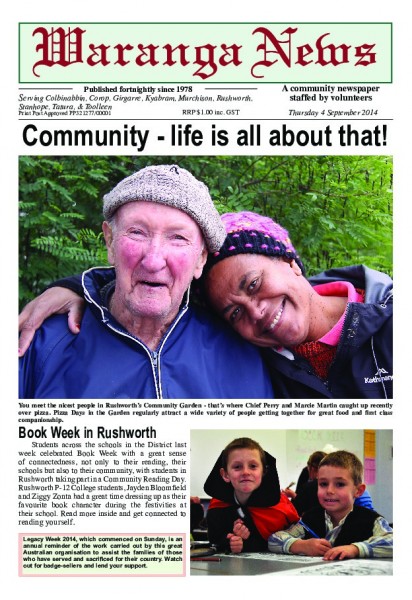 Waranga News
Published fortnightly since 1978
Serving Colbinabbin, Corop, Girgarre, Kyabram, Murchison, Rushworth,
Stanhope, Tatura, & Toolleen
Print Post Approved PP321277/00001
RRP $1.00 inc. GST
A community newspaper
staffed by volunteers
Thursday 4 September 2014
Community - life is all about that!
Kathmandu
You meet the nicest people in Rushworth's Community Garden - that's where Chief Perry and Marcie Martin caught up recently
over pizza. Pizza Days in the Garden regularly attract a wide variety of people getting together for great food and first class
companionship.
Book Week in Rushworth
Students across the schools in the District last
week celebrated Book Week with a great sense
of connectedness, not only to their reading, their
schools but also to their community, with students in
Rushworth taking part in a Community Reading Day.
Rushworth P-12 College students, Jayden Bloomfield
and Ziggy Zonta had a great time dressing up as their
favourite book character during the festivities at
their school. Read more inside and get connected to
reading yourself.
Legacy Week 2014, which commenced on Sunday, is an
annual reminder of the work carried out by this great
Australian organisation to assist the families of those
who have served and sacrificed for their country. Watch
out for badge-sellers and lend your support.